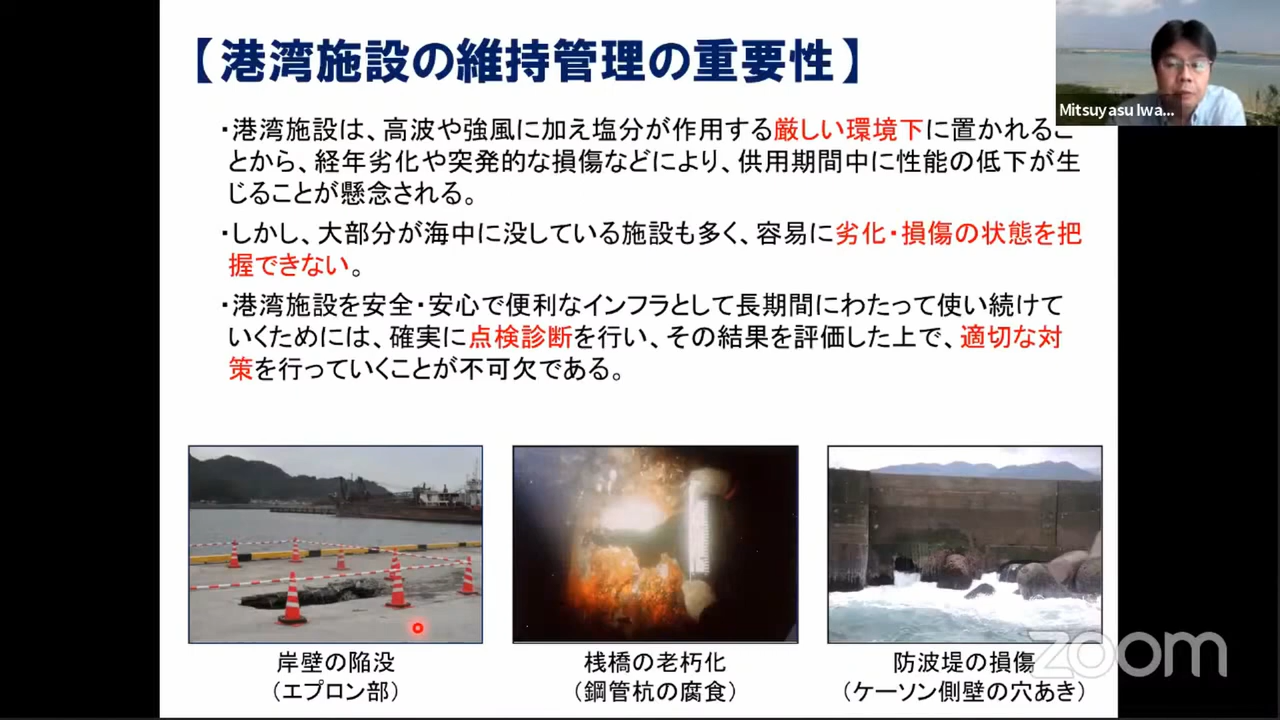 【港湾施設の維持管理の重要性】
Mitsuyasu Iwa...
・港湾施設は、高波や強風に加え塩分が作用する厳しい環境下に置かれるこ
とから、経年劣化や突発的な損傷などにより、供用期間中に性能の低下が生
じることが懸念される。
・しかし、大部分が海中に没している施設も多く、容易に劣化・損傷の状態を把
握できない。
・港湾施設を安全・安心で便利なインフラとして長期間にわたって使い続けて
いくためには、確実に点検診断を行い、その結果を評価した上で、適切な対
策を行っていくことが不可欠である。
岸壁の陥没
（エプロン部）
桟橋の老朽化
（鋼管杭の腐食）
防波堤の損傷
（ケーソン側壁の穴あき）
zoom